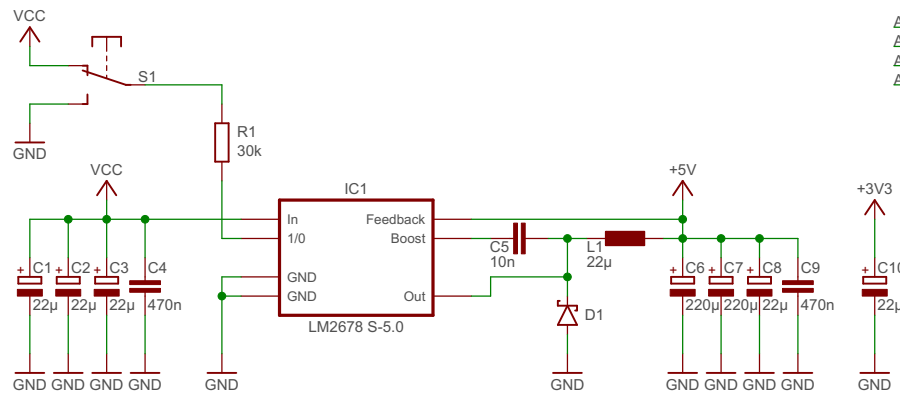 VCC
S1
GND
R1
30k
VCC
IC1
+5V
+3V3
In
Feedback
1/0
Boost
GND
GND
Out
LM2678 S-5.0
C5
10n
L1
22µ
D1
+ C1
22µ
+ C2
22µ
+ C3
22µ
C4
470n
+ C6
220µ
+ C7
220µ
+ C8
22µ
C9
470n
+ C10
22µ
GND
GND
GND
GND
GND
GND
GND
GND
GND
GND
GND